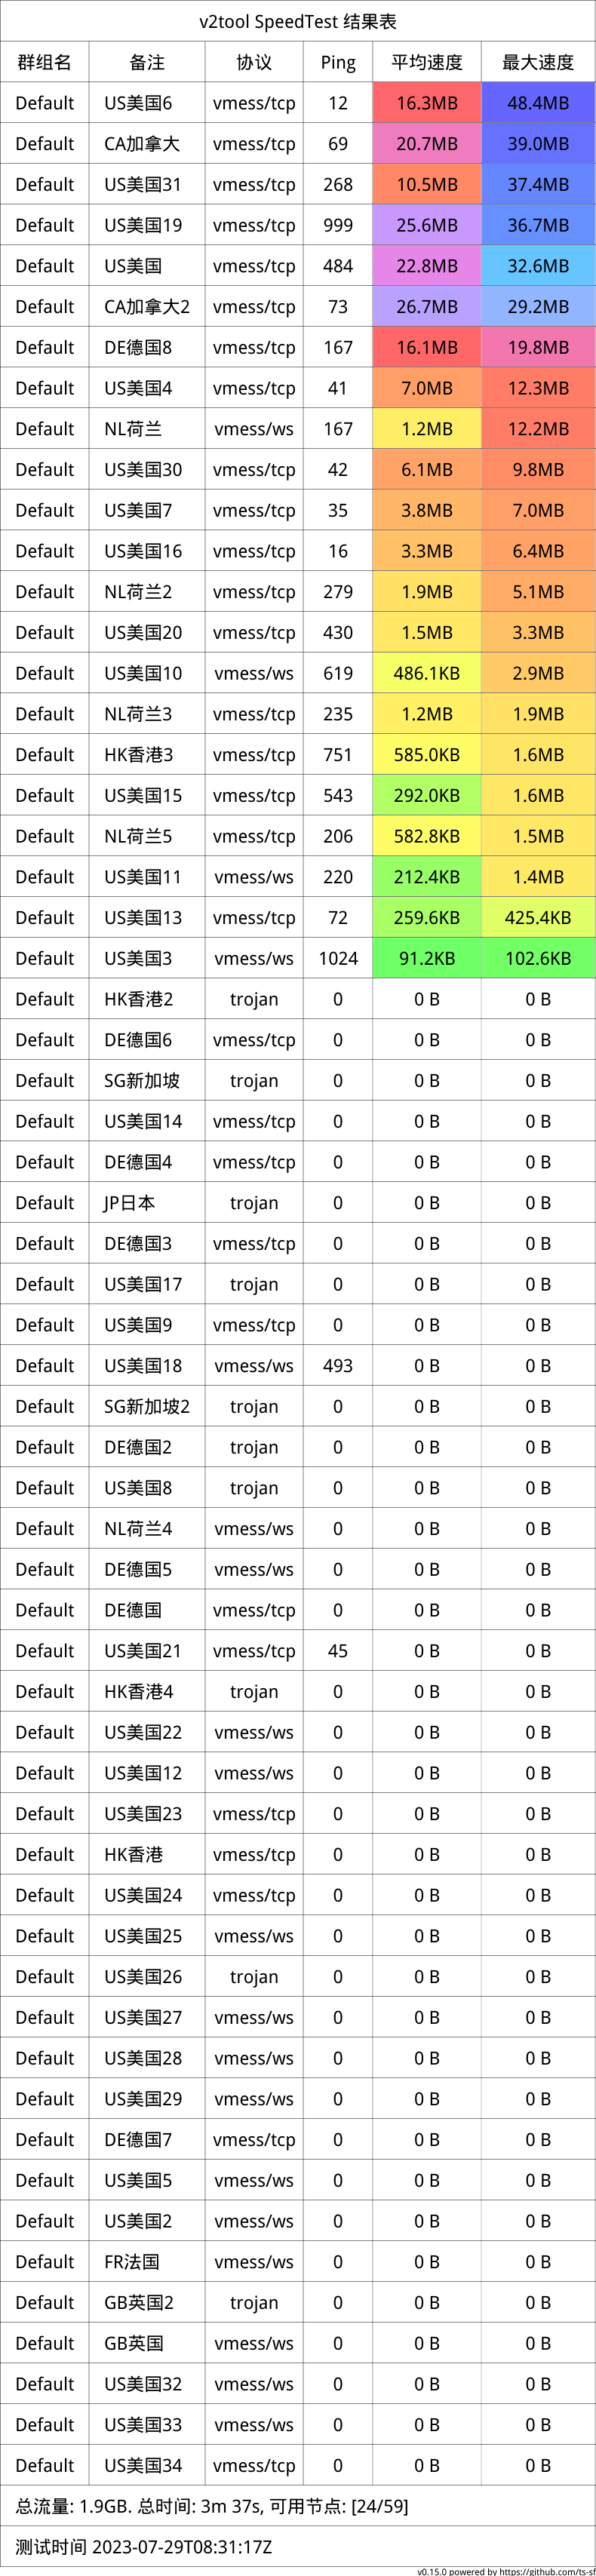 v2tool SpeedTest 结果表
群组名 备注 协议 Ping 平均速度 最大速度
Default US美国6 vmess/tcp 12 16.3MB 48.4MB
Default CA加拿大 vmess/tcp 69 20.7MB 39.0MB
Default US美国31 vmess/tcp 268 10.5MB 37.4MB
Default US美国19 vmess/tcp 999 25.6MB 36.7MB
Default US美国 vmess/tcp 484 22.8MB 32.6MB
Default CA加拿大2 vmess/tcp 73 26.7MB 29.2MB
Default DE德国8 vmess/tcp 167 16.1MB 19.8MB
Default US美国4 vmess/tcp 41 7.0MB 12.3MB
Default NL荷兰 vmess/ws 167 1.2MB 12.2MB
Default US美国30 vmess/tcp 42 6.1MB 9.8MB
Default US美国7 vmess/tcp 35 3.8MB 7.0MB
Default US美国16 vmess/tcp 16 3.3MB 6.4MB
Default NL荷兰2 vmess/tcp 279 1.9MB 5.1MB
Default US美国20 vmess/tcp 430 1.5MB 3.3MB
Default US美国10 vmess/ws 619 486.1KB 2.9MB
Default NL荷兰3 vmess/tcp 235 1.2MB 1.9MB
Default HK香港3 vmess/tcp 751 585.0KB 1.6MB
Default US美国15 vmess/tcp 543 292.0KB 1.6MB
Default NL荷兰5 vmess/tcp 206 582.8KB 1.5MB
Default US美国11 vmess/ws 220 212.4KB 1.4MB
Default US美国13 vmess/tcp 72 259.6KB 425.4KB
Default US美国3 vmess/ws 1024 91.2KB 102.6KB
Default HK香港2 trojan 0 0 B 0 B
Default DE德国6 vmess/tcp 0 0 B 0 B
Default SG新加坡 trojan 0 0 B 0 B
Default US美国14 vmess/tcp 0 0 B 0 B
Default DE德国4 vmess/tcp 0 0 B 0 B
Default JP日本 trojan 0 0 B 0 B
Default DE德国3 vmess/tcp 0 0 B 0 B
Default US美国17 trojan 0 0 B 0 B
Default US美国9 vmess/tcp 0 0 B 0 B
Default US美国18 vmess/ws 493 0 B 0 B
Default SG新加坡2 trojan 0 0 B 0 B
Default DE德国2 trojan 0 0 B 0 B
Default US美国8 trojan 0 0 B 0 B
Default NL荷兰4 vmess/ws 0 0 B 0 B
Default DE德国5 vmess/ws 0 0 B 0 B
Default DE德国 vmess/tcp 0 0 B 0 B
Default US美国21 vmess/tcp 45 0 B 0 B
Default HK香港4 trojan 0 0 B 0 B
Default US美国22 vmess/ws 0 0 B 0 B
Default US美国12 vmess/ws 0 0 B 0 B
Default US美国23 vmess/tcp 0 0 B 0 B
Default HK香港 vmess/tcp 0 0 B 0 B
Default US美国24 vmess/tcp 0 0 B 0 B
Default US美国25 vmess/ws 0 0 B 0 B
Default US美国26 trojan 0 0 B 0 B
Default US美国27 vmess/ws 0 0 B 0 B
Default US美国28 vmess/ws 0 0 B 0 B
Default US美国29 vmess/ws 0 0 B 0 B
Default DE德国7 vmess/tcp 0 0 B 0 B
Default US美国5 vmess/ws 0 0 B 0 B
Default US美国2 vmess/ws 0 0 B 0 B
Default FR法国 vmess/ws 0 0 B 0 B
Default GB英国2 trojan 0 0 B 0 B
Default GB英国 vmess/ws 0 0 B 0 B
Default US美国32 vmess/ws 0 0 B 0 B
Default US美国33 vmess/ws 0 0 B 0 B
Default US美国34 vmess/tcp 0 0 B 0 B
总流量: 1.9GB. 总时间: 3m 37s, 可用节点: [24/59]
测试时间 2023-07-29T08:31:17Z
v0.15.0 powered by https://github.com/ts-sf